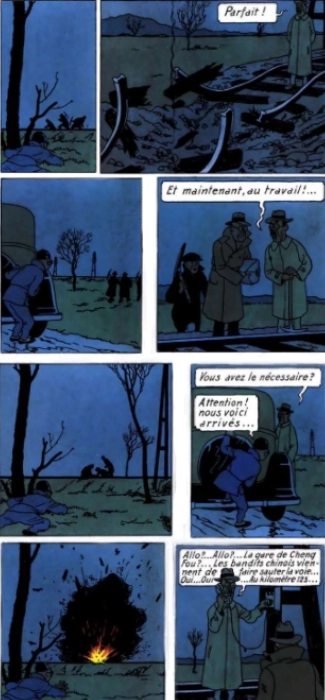 Parfait !
Et maintenant, au travail !...
Vous avez le nécessaire ?
Attention !
nous voici
arrivés...
Allo?...Allo?...La gare de Cheng
Fou?... Les bandits chinois vien-
nent de faire sauter la voie...
Oui...Oui... Au kilomètre